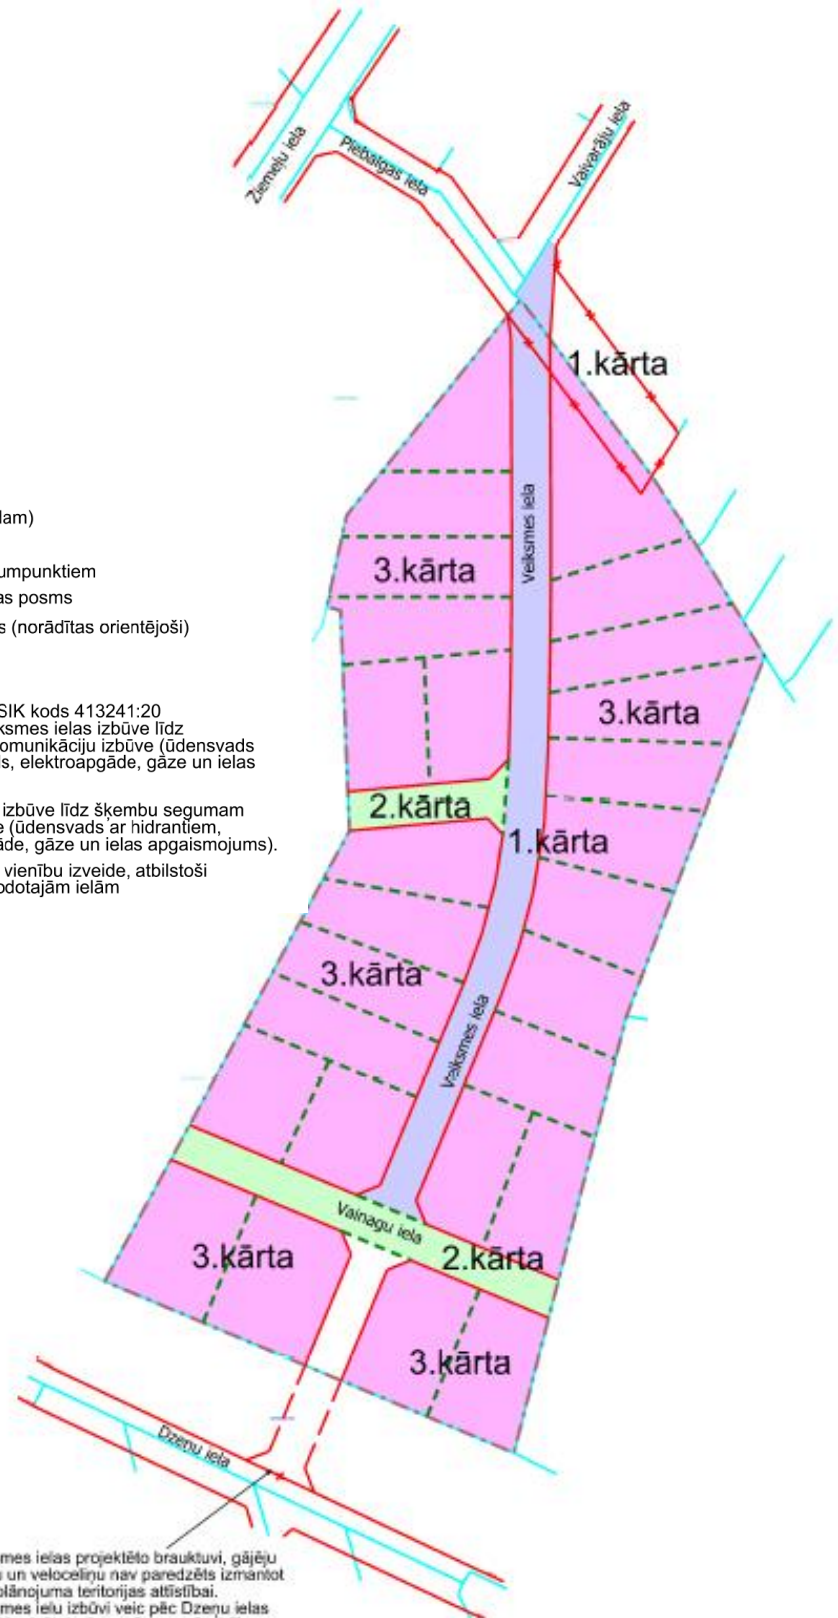 Ziemeļu iela
Piebalgas iela
Vaivarāju iela
1.kārta
Veiksmes iela
3.kārta
3.kārta
2.kārta
1.kārta
3.kārta
Veiksmes iela
Vainagu iela
3.kārta
2.kārta
3.kārta
Dzeņu iela
lam)
umpunktiem
as posms
s (norādītas orientējoši)
SIK kods 413241:20
ksmes ielas izbūve līdz
omunikāciju izbūve (ūdensvads
ls, elektroapgāde, gāze un ielas
izbūve līdz šķembu segumam
e (ūdensvads ar hidrantiem,
āde, gāze un ielas apgaismojums).
vienību izveide, atbilstoši
odotajām ielām
mes ielas projektēto brauktuvi, gājēju
u un veloceliņu nav paredzēts izmantot
plānojuma teritorijas attīstībai.
mes ielu izbūvi veic pēc Dzeņu ielas